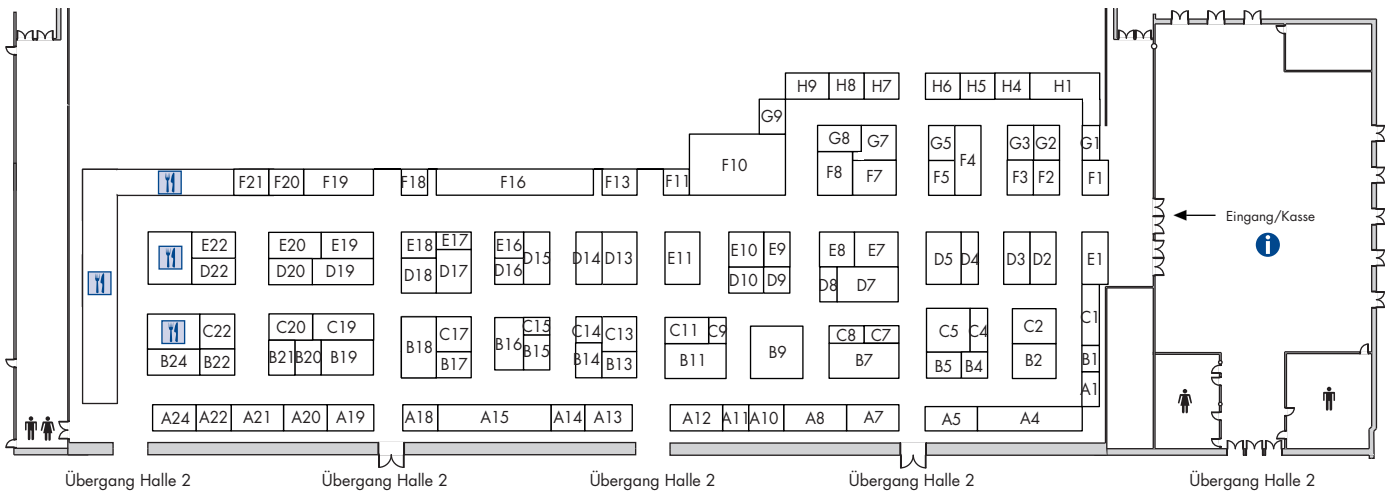 H9 H8 H7 H6 H5 H4 H1
G9 G8 G7 G5 G3 G2 G1
F10 F4
F21 F20 F19 F18 F16 F13 F11 F8 F7 F5 F3 F2 F1
Eingang/Kasse
i
E22 E20 E19 E18 E17 E16 E11 E10 E9 E8 E7 E1
D22 D20 D19 D18 D17 D16 D15 D14 D13 D10 D9 D8 D7 D5 D4 D3 D2
C22 C20 C19 C17 C15 C14 C13 C11 C9 C8 C7 C5 C4 C2 C1
B24 B22 B21 B20 B19 B18 B17 B16 B15 B14 B13 B11 B9 B7 B5 B4 B2 B1
A1
A24 A22 A21 A20 A19 A18 A15 A14 A13 A12 A11 A10 A8 A7 A5 A4
Übergang Halle 2 Übergang Halle 2 Übergang Halle 2 Übergang Halle 2 Übergang Halle 2